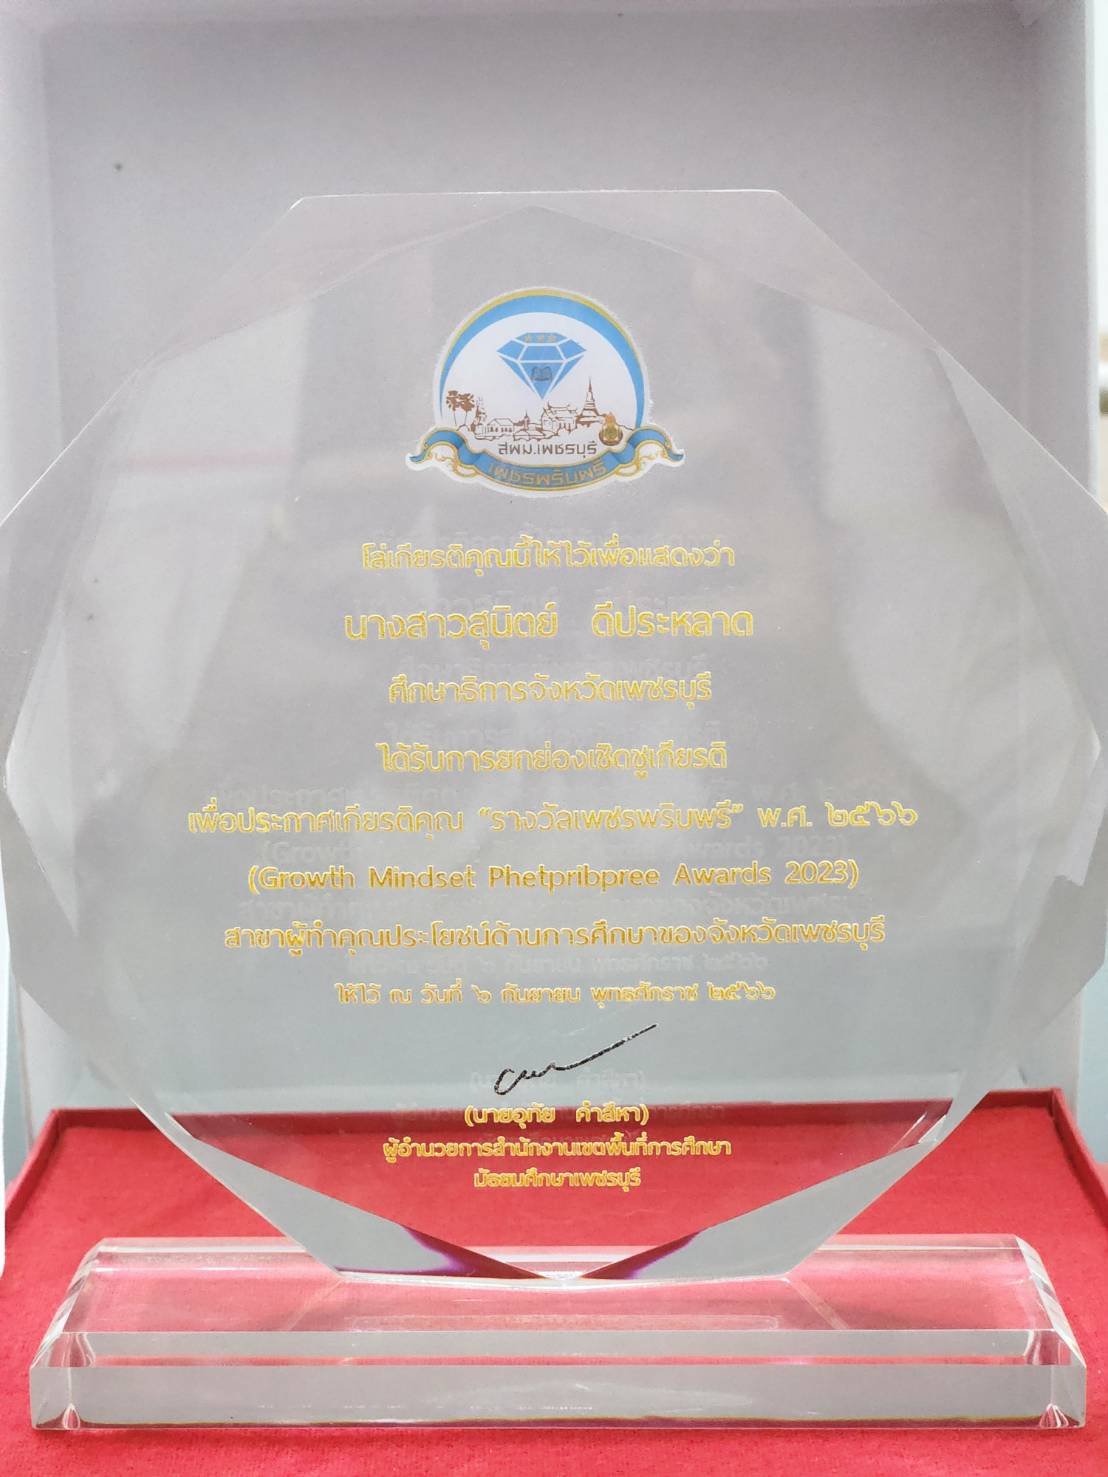 สพม.เพชรบุรี
เพชรพริบพรี
โล่เกียรติคุณนี้ให้ไว้เพื่อแสดงว่า
นางสาวสุนิตย์ ดีประหลาด
ศึกษาธิการจังหวัดเพชรบุรี
ได้รับการยกย่องเชิดชูเกียรติ
เพื่อประกาศเกียรติคุณ “รางวัลเพชรพริบพรี” พ.ศ. ๒๕๖๖
(Growth Mindset Phetpribpree Awards 2023)
สาขาผู้ทำคุณประโยชน์ด้านการศึกษาของจังหวัดเพชรบุรี
ให้ไว้ ณ วันที่ ๖ กันยายน พุทธศักราช ๒๕๖๖
(นายอุทัย คำสีหา)
ผู้อำนวยการสำนักงานเขตพื้นที่การศึกษา
มัธยมศึกษาเพชรบุรี